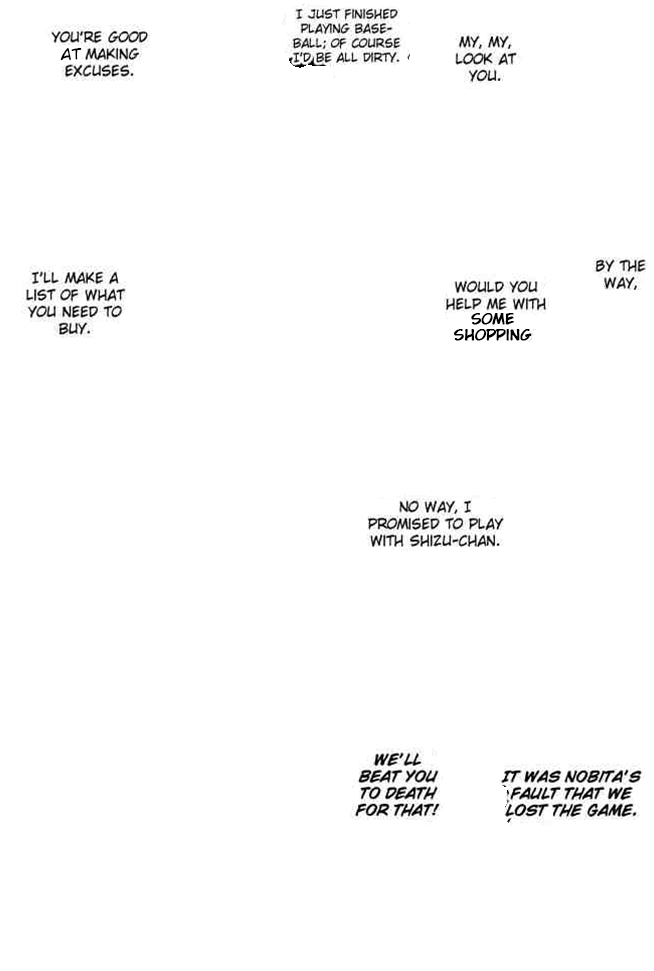 MY, MY,
LOOK AT
YOU.
I JUST FINISHED
PLAYING BASE-
BALL; OF COURSE
I'D BE ALL DIRTY.
YOU'RE GOOD
AT MAKING
EXCUSES.
BY THE
WAY,
WOULD YOU
HELP ME WITH
SOME
SHOPPING
I'LL MAKE A
LIST OF WHAT
YOU NEED TO
BUY.
NO WAY, I
PROMISED TO PLAY
WITH SHIZU-CHAN.
IT WAS NOBITA'S
FAULT THAT WE
LOST THE GAME.
WE'LL
BEAT YOU
TO DEATH
FOR THAT!